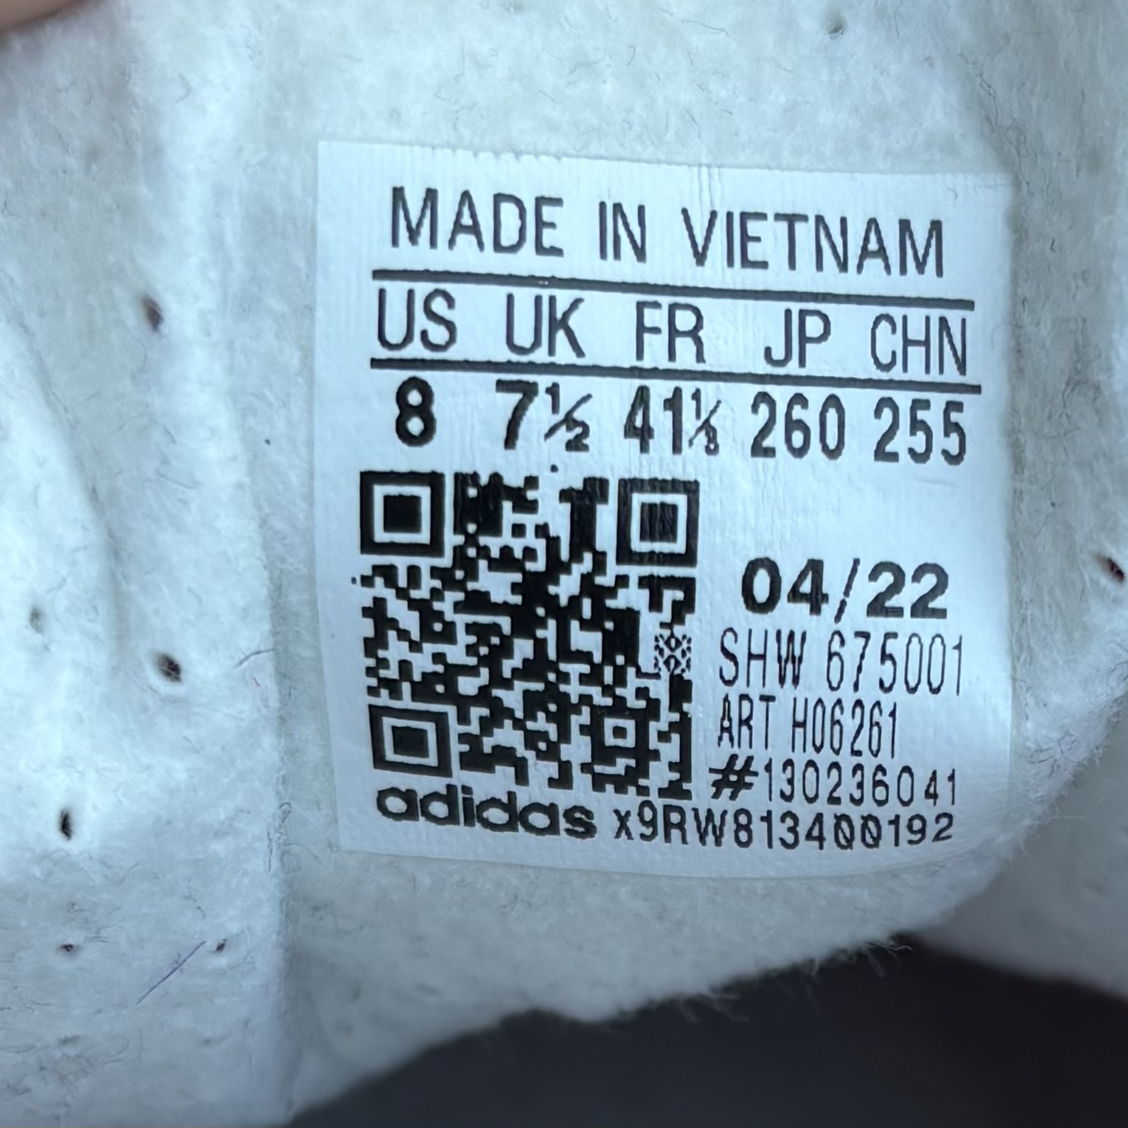 MADE IN VIETNAM
US UK FR JP CHN
8 7½ 41⅓ 260 255
04/22
SHW 675001
ART H06261
#130236041
adidas x9RW813400192